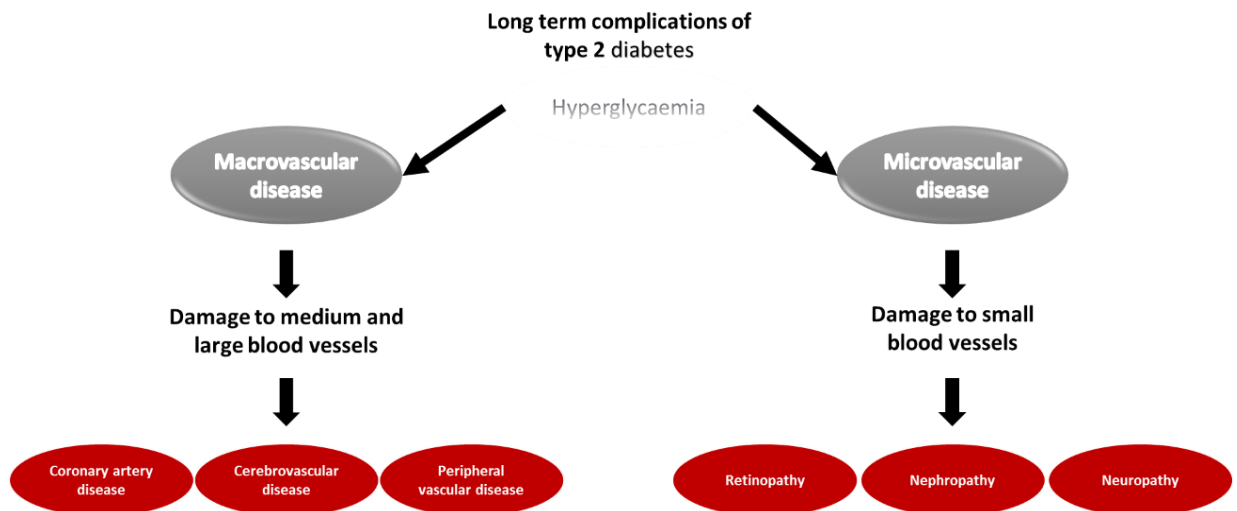 Long term complications of
type 2 diabetes
Hyperglycaemia
Macrovascular
disease
Microvascular
disease
Damage to medium and
large blood vessels
Damage to small
blood vessels
Coronary artery
disease
Cerebrovascular
disease
Peripheral
vascular disease
Retinopathy
Nephropathy
Neuropathy